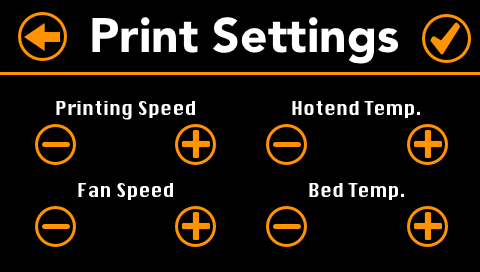 Print Settings
Printing Speed
Hotend Temp.
Fan Speed
Bed Temp.